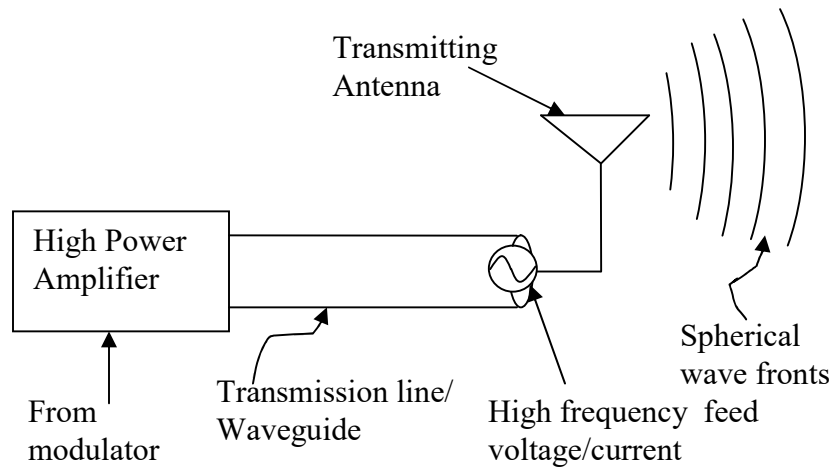 Transmitting
Antenna
High Power
Amplifier
Spherical
wave fronts
Transmission line/
Waveguide
From
modulator
High frequency feed
voltage/current